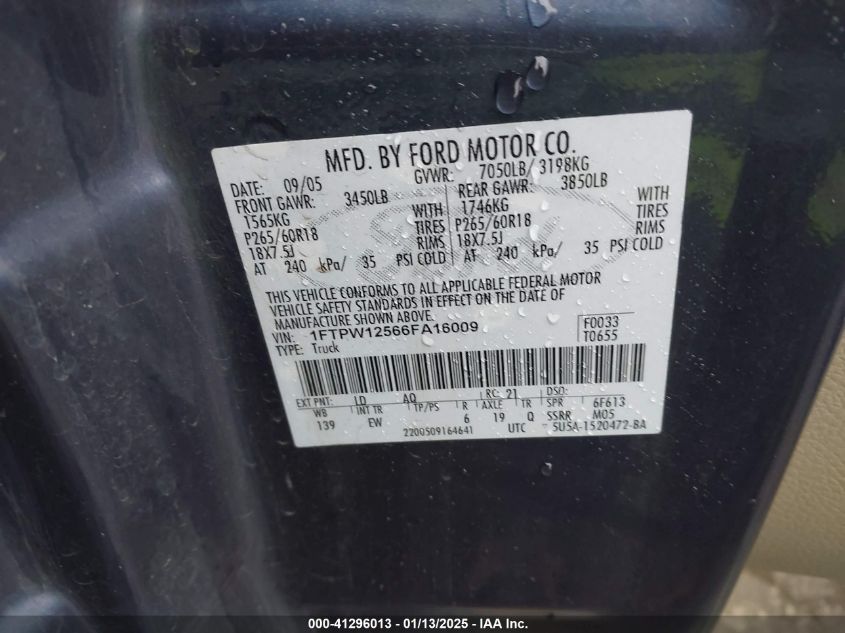 MFD. BY FORD MOTOR CO.
DATE: 09/05 GVWR: 7050LB/ 3198KG
FRONT GAWR: 3450LB REAR GAWR: 3850LB
1565KG WITH 1746KG WITH
P265/60R18 TIRES P265/60R18 TIRES
18X7.5J RIMS 18X7.5J RIMS
AT 240 kPa/ 35 PSI COLD AT 240 kPa/ 35 PSI COLD
THIS VEHICLE CONFORMS TO ALL APPLICABLE FEDERAL MOTOR
VEHICLE SAFETY STANDARDS IN EFFECT ON THE DATE OF
MANUFACTURE SHOWN ABOVE.
VIN: 1FTPW12566FA16009 F0033
TYPE: Truck T0655
EXT PNT: LD AQ RC: 21 DSO:
WB INT TR TP/PS R AXLE TR SPR 6F613
139 EW 6 19 Q SSRR M05
2200509164641 UTC 5U5A-1520472-BA
000-41296013 - 01/13/2025 - IAA Inc.